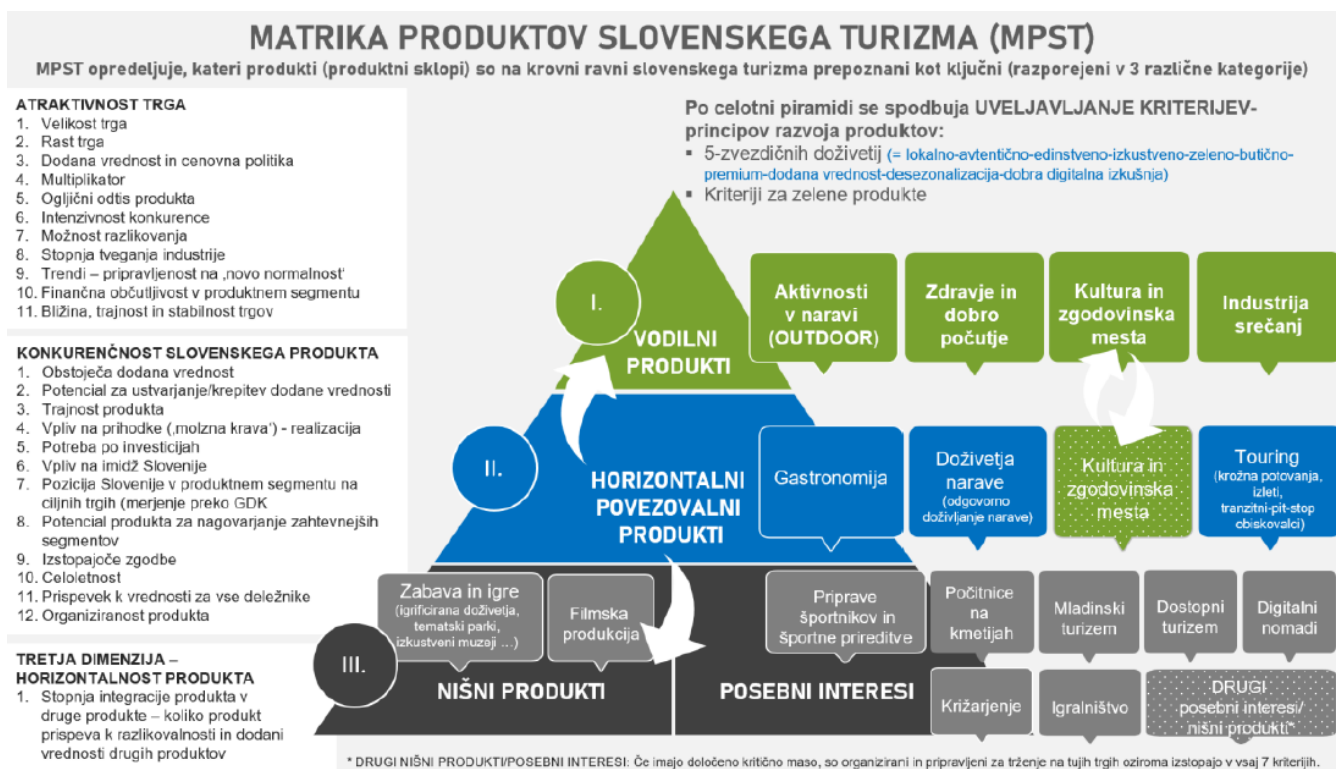 MATRIKA PRODUKTOV SLOVENSKEGA TURIZMA (MPST)
MPST opredeljuje, kateri produkti (produktni sklopi) so na krovni ravni slovenskega turizma prepoznani kot ključni (razporejeni v 3 različne kategorije)
ATRAKTIVNOST TRGA
1. Velikost trga
2. Rast trga
3. Dodana vrednost in cenovna politika
4. Multiplikator
5. Ogljični odtis produkta
6. Intenzivnost konkurence
7. Možnost razlikovanja
8. Stopnja tveganja industrije
9. Trendi – pripravljenost na ‚novo normalnost‘
10. Finančna občutljivost v produktnem segmentu
11. Bližina, trajnost in stabilnost trgov
KONKURENČNOST SLOVENSKEGA PRODUKTA
1. Obstoječa dodana vrednost
2. Potencial za ustvarjanje/krepitev dodane vrednosti
3. Trajnost produkta
4. Vpliv na prihodke (‚molzna krava‘) - realizacija
5. Potreba po investicijah
6. Vpliv na imidž Slovenije
7. Pozicija Slovenije v produktnem segmentu na
ciljnih trgih (merjenje preko GDK
8. Potencial produkta za nagovarjanje zahtevnejših
segmentov
9. Izstopajoče zgodbe
10. Celoletnost
11. Prispevek k vrednosti za vse deležnike
12. Organiziranost produkta
TRETJA DIMENZIJA –
HORIZONTALNOST PRODUKTA
1. Stopnja integracije produkta v
druge produkte – koliko produkt
prispeva k razlikovalnosti in dodani
vrednosti drugih produktov
Po celotni piramidi se spodbuja UVELJAVLJANJE KRITERIJEV-
principov razvoja produktov:
▪ 5-zvezdičnih doživetij (= lokalno-avtentično-edinstveno-izkustveno-zeleno-butično-
premium-dodana vrednost-desezonalizacija-dobra digitalna izkušnja)
▪ Kriteriji za zelene produkte
I.
VODILNI
PRODUKTI
Aktivnosti
v naravi
(OUTDOOR)
Zdravje in
dobro
počutje
Kultura in
zgodovinska
mesta
Industrija
srečanj
II.
HORIZONTALNI
POVEZOVALNI
PRODUKTI
Gastronomija
Doživetja
narave
(odgovorno
doživljanje narave)
Kultura in
zgodovinska
mesta
Touring
(krožna potovanja,
izleti,
tranzitni-pit-stop
obiskovalci)
III.
Zabava in igre
(igrificirana doživetja,
tematski parki,
izkustveni muzeji ...)
Filmska
produkcija
NIŠNI PRODUKTI
Priprave
športnikov in
športne prireditve
POSEBNI INTERESI
Počitnice
na
kmetijah
Mladinski
turizem
Dostopni
turizem
Digitalni
nomadi
Križarjenje
Igralništvo
DRUGI
posebni interesi/
nišni produkti*
* DRUGI NIŠNI PRODUKTI/POSEBNI INTERESI: Če imajo določeno kritično maso, so organizirani in pripravljeni za trženje na tujih trgih oziroma izstopajo v vsaj 7 kriterijih.